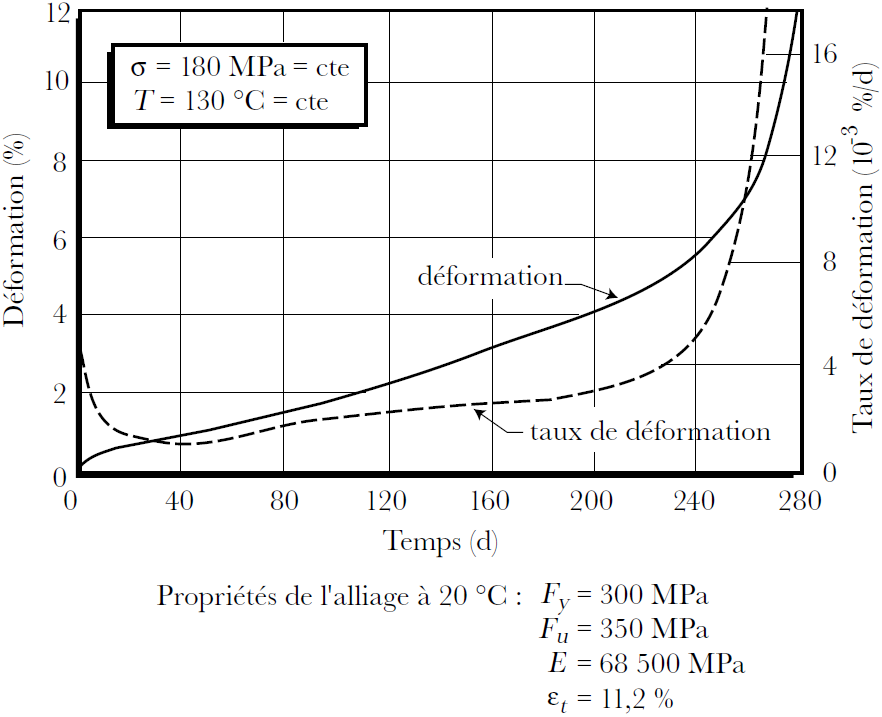 12
10
8
6
4
2
0
Déformation (%)
σ = 180 MPa = cte
T = 130 °C = cte
déformation
taux de déformation
16
12
8
4
0
Taux de déformation (10⁻³ %/d)
0 40 80 120 160 200 240 280
Temps (d)
Propriétés de l'alliage à 20 °C : Fy = 300 MPa
Fu = 350 MPa
E = 68 500 MPa
εt = 11,2 %